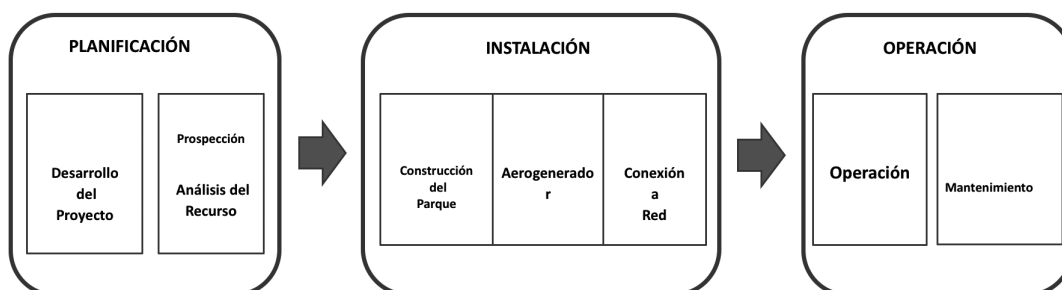 PLANIFICACIÓN
Desarrollo
del
Proyecto
Prospección
Análisis del
Recurso
INSTALACIÓN
Construcción
del
Parque
Aerogenerado
r
Conexión
a
Red
OPERACIÓN
Operación
Mantenimiento